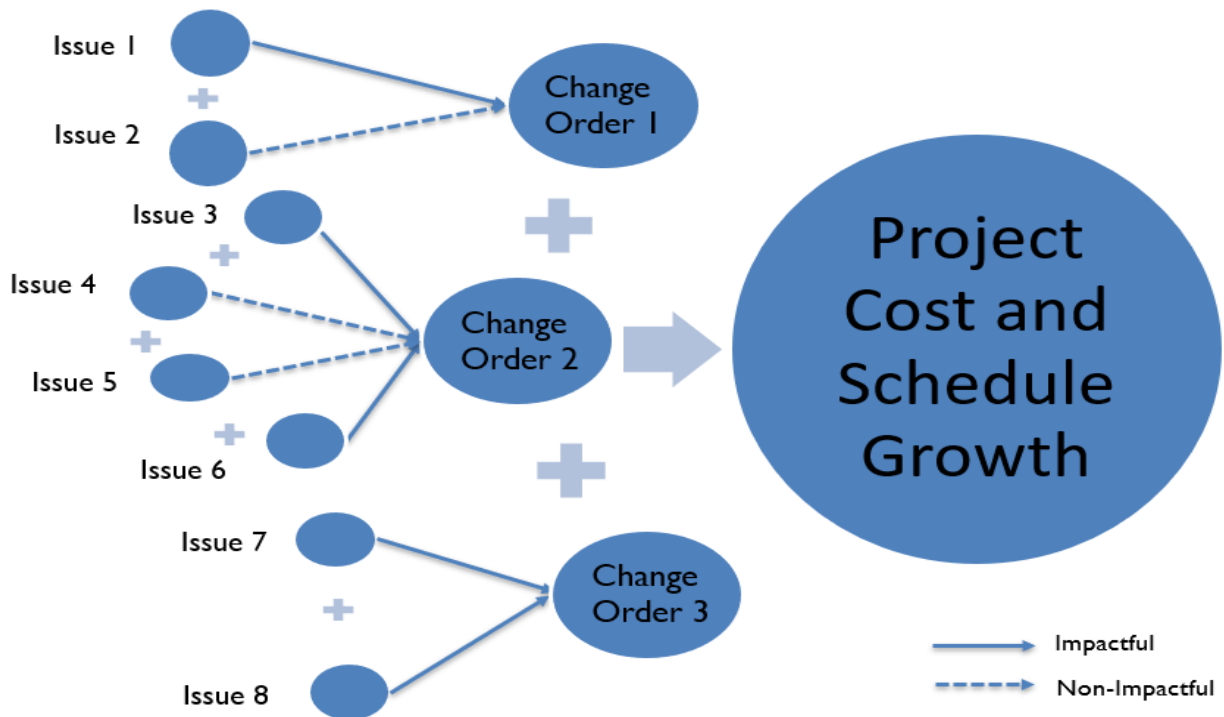 Issue 1
Issue 2
Change
Order 1
Issue 3
Issue 4
Issue 5
Issue 6
Change
Order 2
Project
Cost and
Schedule
Growth
Issue 7
Issue 8
Change
Order 3
Impactful
Non-Impactful